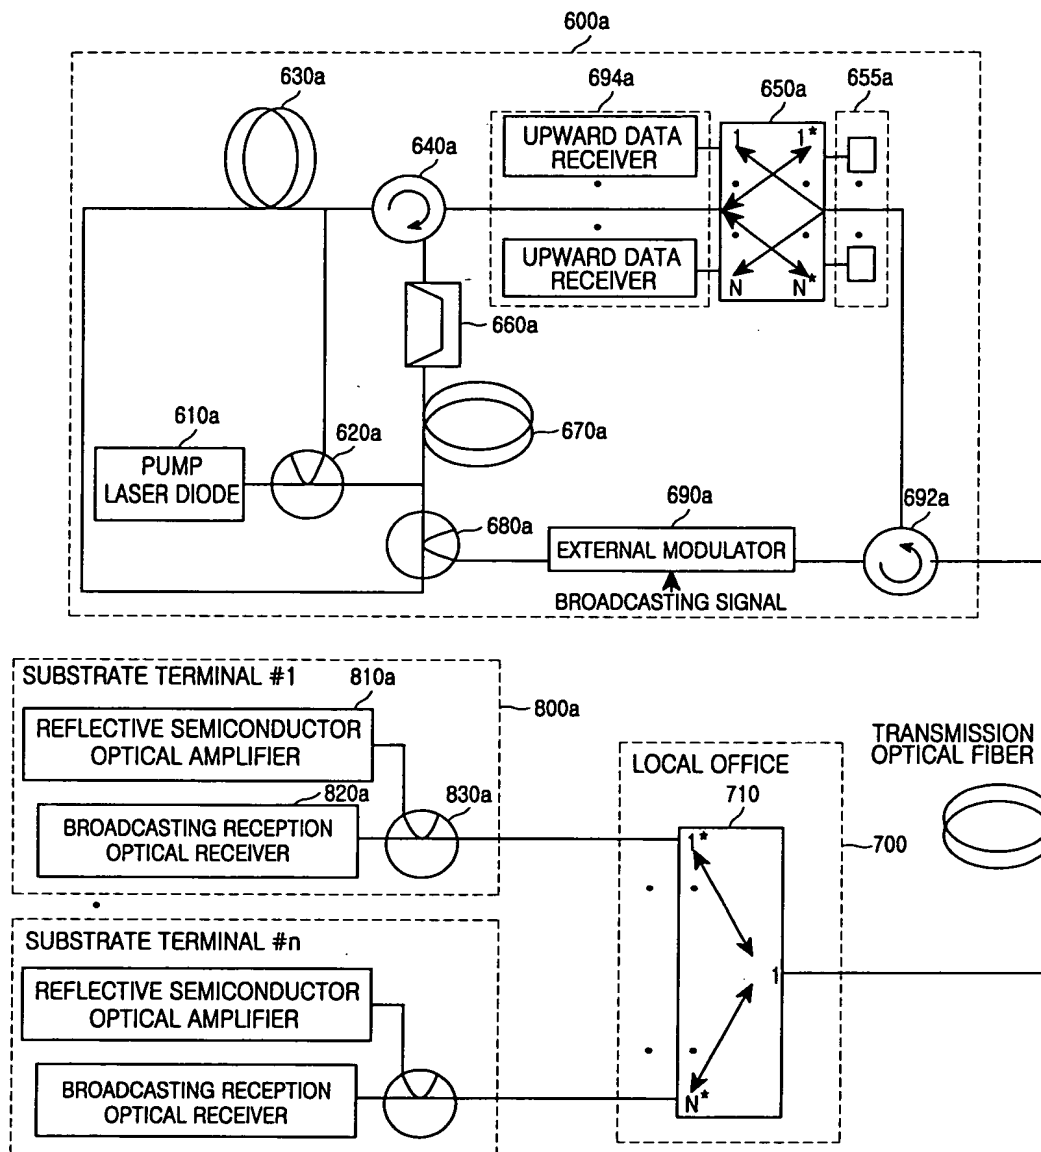 600a
630a
640a
694a
650a
655a
UPWARD DATA
RECEIVER
1
1*
UPWARD DATA
RECEIVER
N
N*
660a
670a
610a
620a
PUMP
LASER DIODE
680a
690a
692a
EXTERNAL MODULATOR
BROADCASTING SIGNAL
SUBSTRATE TERMINAL #1
810a
800a
REFLECTIVE SEMICONDUCTOR
OPTICAL AMPLIFIER
820a
830a
BROADCASTING RECEPTION
OPTICAL RECEIVER
LOCAL OFFICE
710
TRANSMISSION
OPTICAL FIBER
1*
700
SUBSTRATE TERMINAL #n
REFLECTIVE SEMICONDUCTOR
OPTICAL AMPLIFIER
1
BROADCASTING RECEPTION
OPTICAL RECEIVER
N*